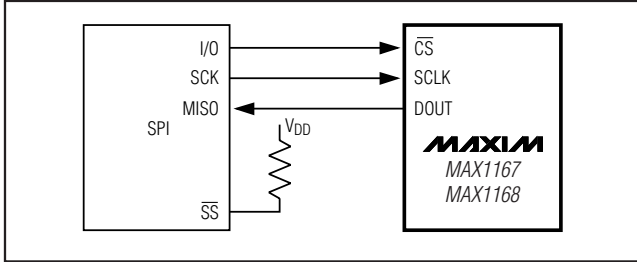 I/O
CS
SCK
SCLK
MISO
DOUT
SPI
VDD
MAXIM
MAX1167
MAX1168
SS